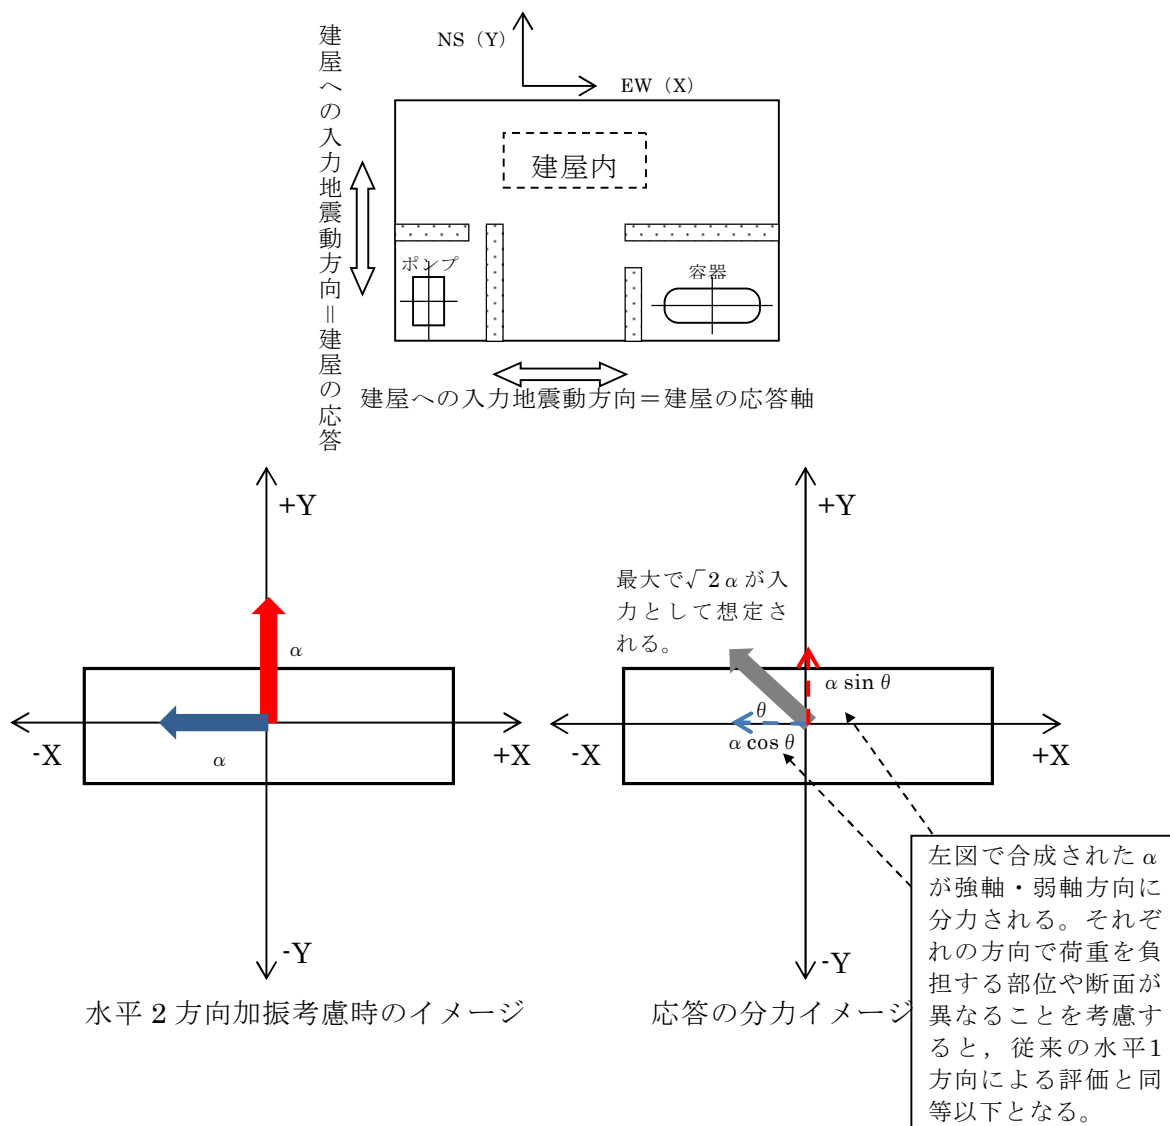 NS（Y）
EW（X）
建屋への入力地震動方向＝建屋の応答
建屋内
ポンプ
容器
建屋への入力地震動方向＝建屋の応答軸
+Y
α
-X
α
+X
-Y
水平 2 方向加振考慮時のイメージ
+Y
最大で√2αが入
力として想定さ
れる。
α sin θ
θ
α cos θ
-X
+X
-Y
応答の分力イメージ
左図で合成された α
が強軸・弱軸方向に
分力される。それぞ
れの方向で荷重を負
担する部位や断面が
異なることを考慮す
ると，従来の水平1
方向による評価と同
等以下となる。